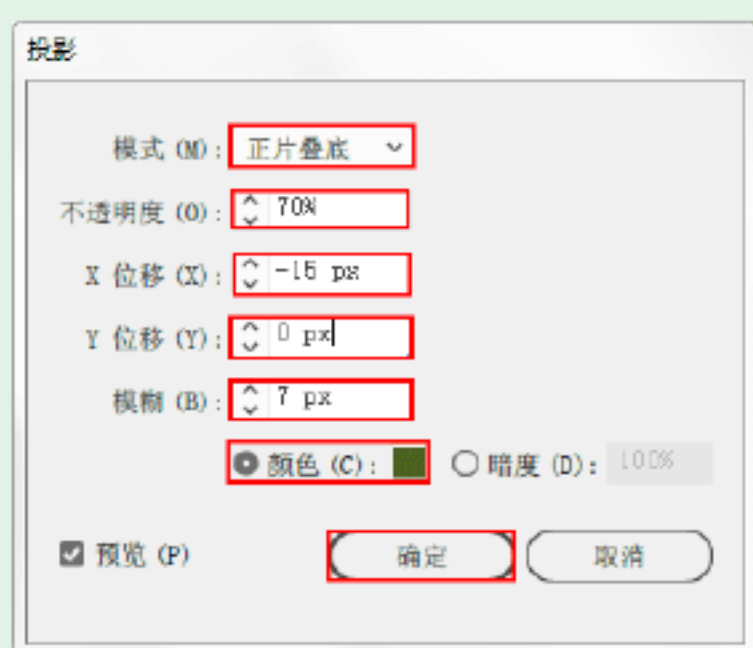 投影
模式 (M): 正片叠底
不透明度 (O): 70%
X 位移 (X): -15 px
Y 位移 (Y): 0 px
模糊 (B): 7 px
颜色 (C): 暗度 (D): 100%
预览 (P) 确定 取消